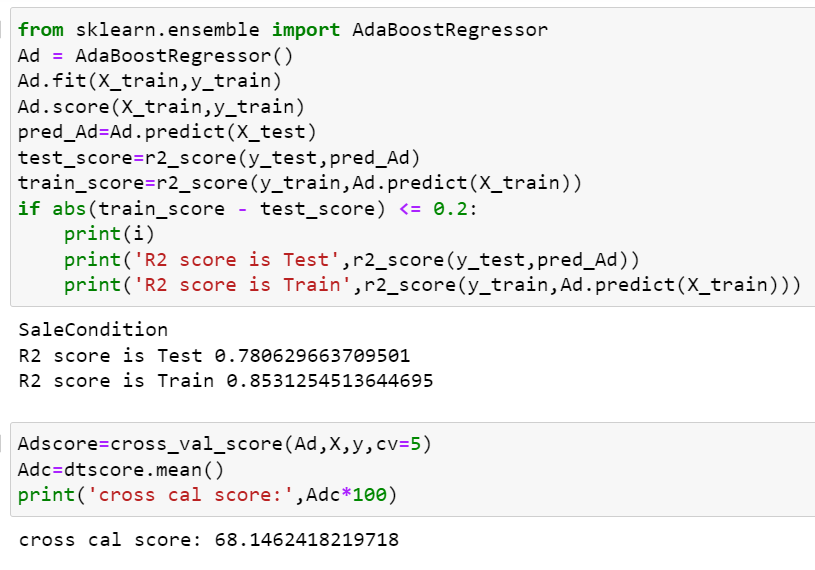 from sklearn.ensemble import AdaBoostRegressor
Ad = AdaBoostRegressor()
Ad.fit(X_train,y_train)
Ad.score(X_train,y_train)
pred_Ad=Ad.predict(X_test)
test_score=r2_score(y_test,pred_Ad)
train_score=r2_score(y_train,Ad.predict(X_train))
if abs(train_score - test_score) <= 0.2:
    print(i)
    print('R2 score is Test',r2_score(y_test,pred_Ad))
    print('R2 score is Train',r2_score(y_train,Ad.predict(X_train)))
SaleCondition
R2 score is Test 0.780629663709501
R2 score is Train 0.8531254513644695
Adscore=cross_val_score(Ad,X,y,cv=5)
Adc=dtscore.mean()
print('cross cal score:',Adc*100)
cross cal score: 68.1462418219718